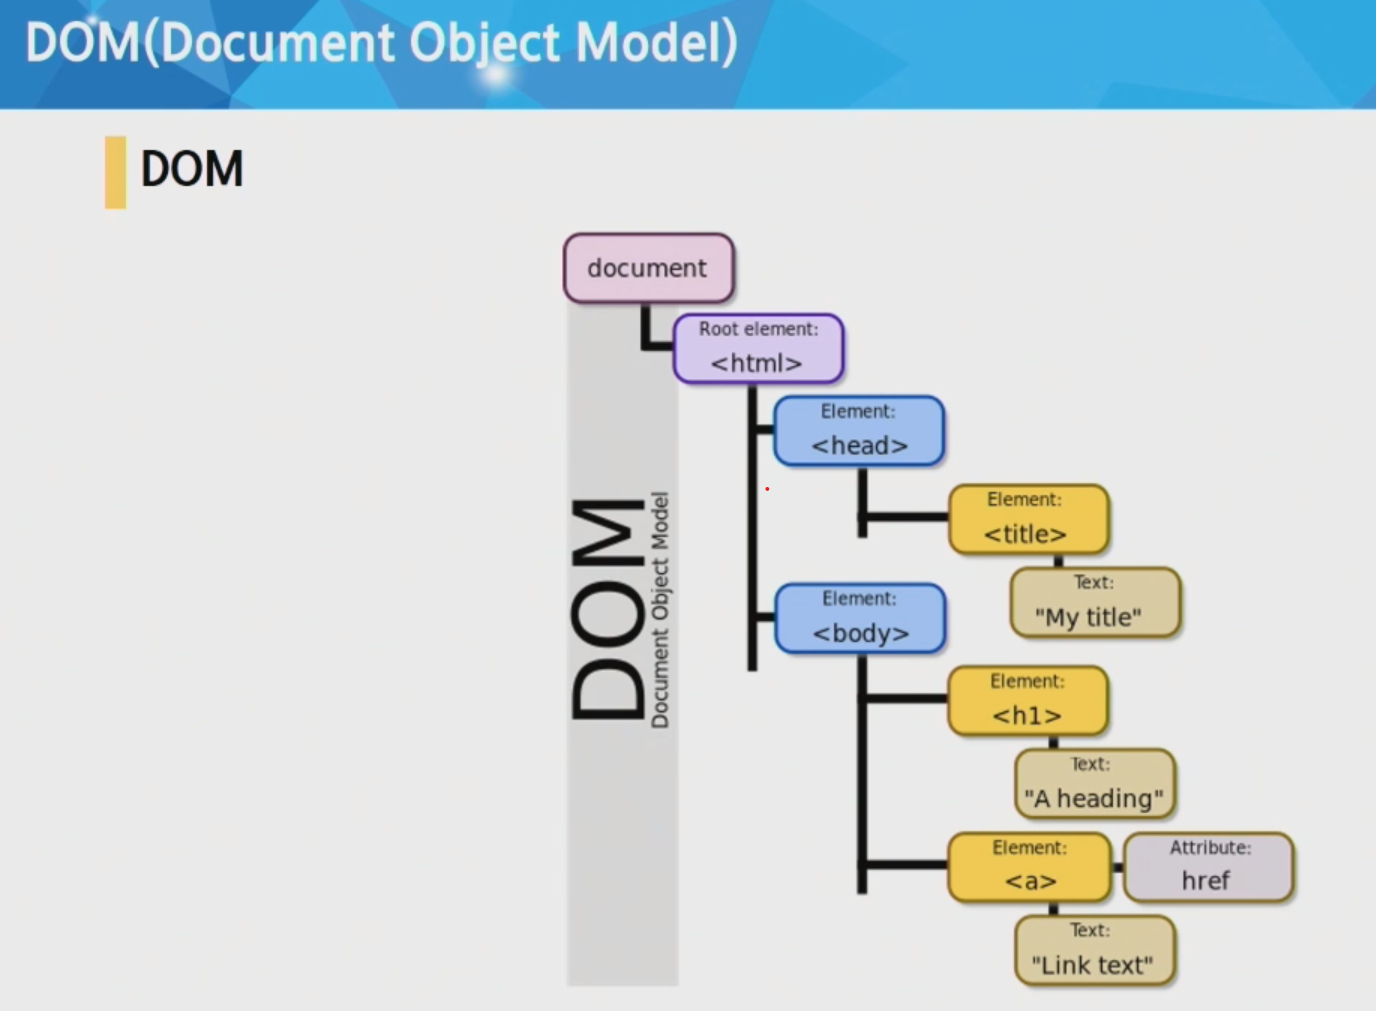 DOM(Document Object Model)
DOM
document
Root element:
<html>
Element:
<head>
Element:
<title>
Text:
"My title"
Element:
<body>
Element:
<h1>
Text:
"A heading"
Element:
<a>
Attribute:
href
Text:
"Link text"
DOM
Document Object Model